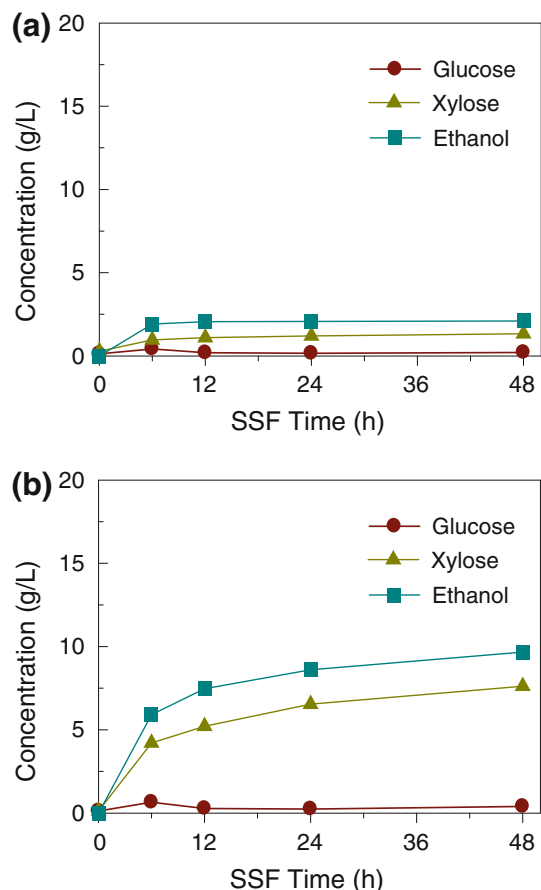 (a)
20
15
10
5
0
Concentration (g/L)
Glucose
Xylose
Ethanol
0 12 24 36 48
SSF Time (h)
(b)
20
15
10
5
0
Concentration (g/L)
Glucose
Xylose
Ethanol
0 12 24 36 48
SSF Time (h)